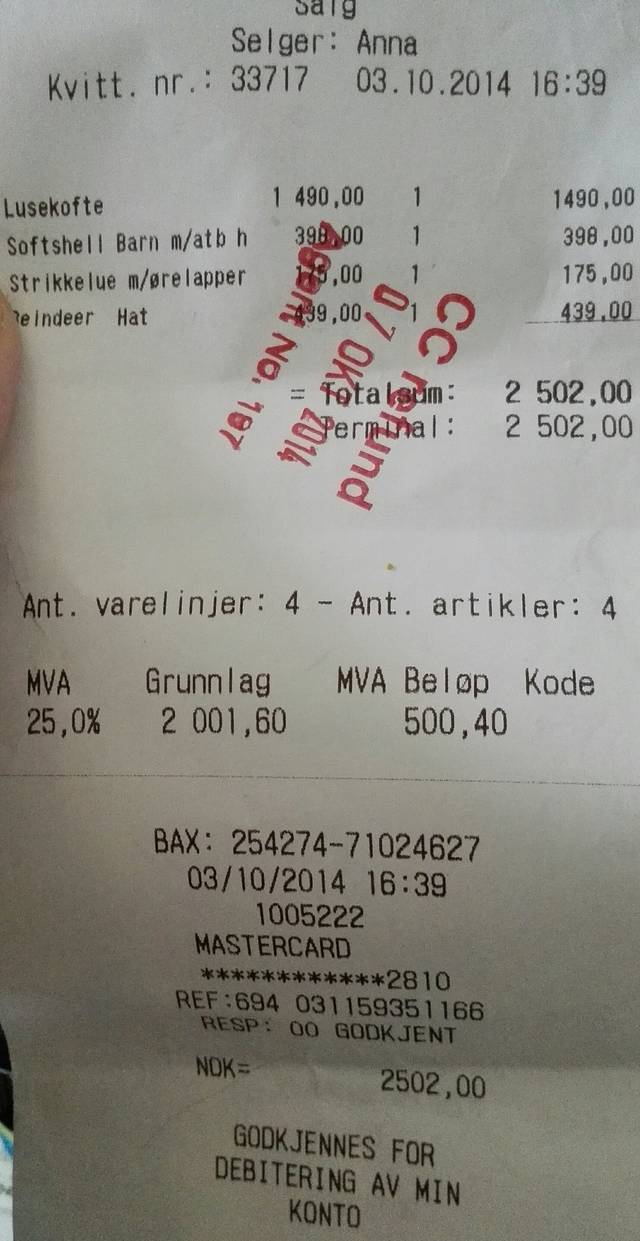 Salg
Selger: Anna
Kvitt. nr.: 33717 03.10.2014 16:39
Lusekofte 1 490,00 1 1490,00
Softshell Barn m/atb h 398,00 1 398,00
Strikkelue m/ørelapper 175,00 1 175,00
Reindeer Hat 439,00 1 439,00
= Totalsum: 2 502,00
Terminal: 2 502,00
CC refund
07 OKT 2014
Agent No. 197
Ant. varelinjer: 4 - Ant. artikler: 4
MVA Grunnlag MVA Beløp Kode
25,0% 2 001,60 500,40
BAX: 254274-71024627
03/10/2014 16:39
1005222
MASTERCARD
************2810
REF:694 031159351166
RESP: 00 GODKJENT
NOK= 2502,00
GODKJENNES FOR
DEBITERING AV MIN
KONTO